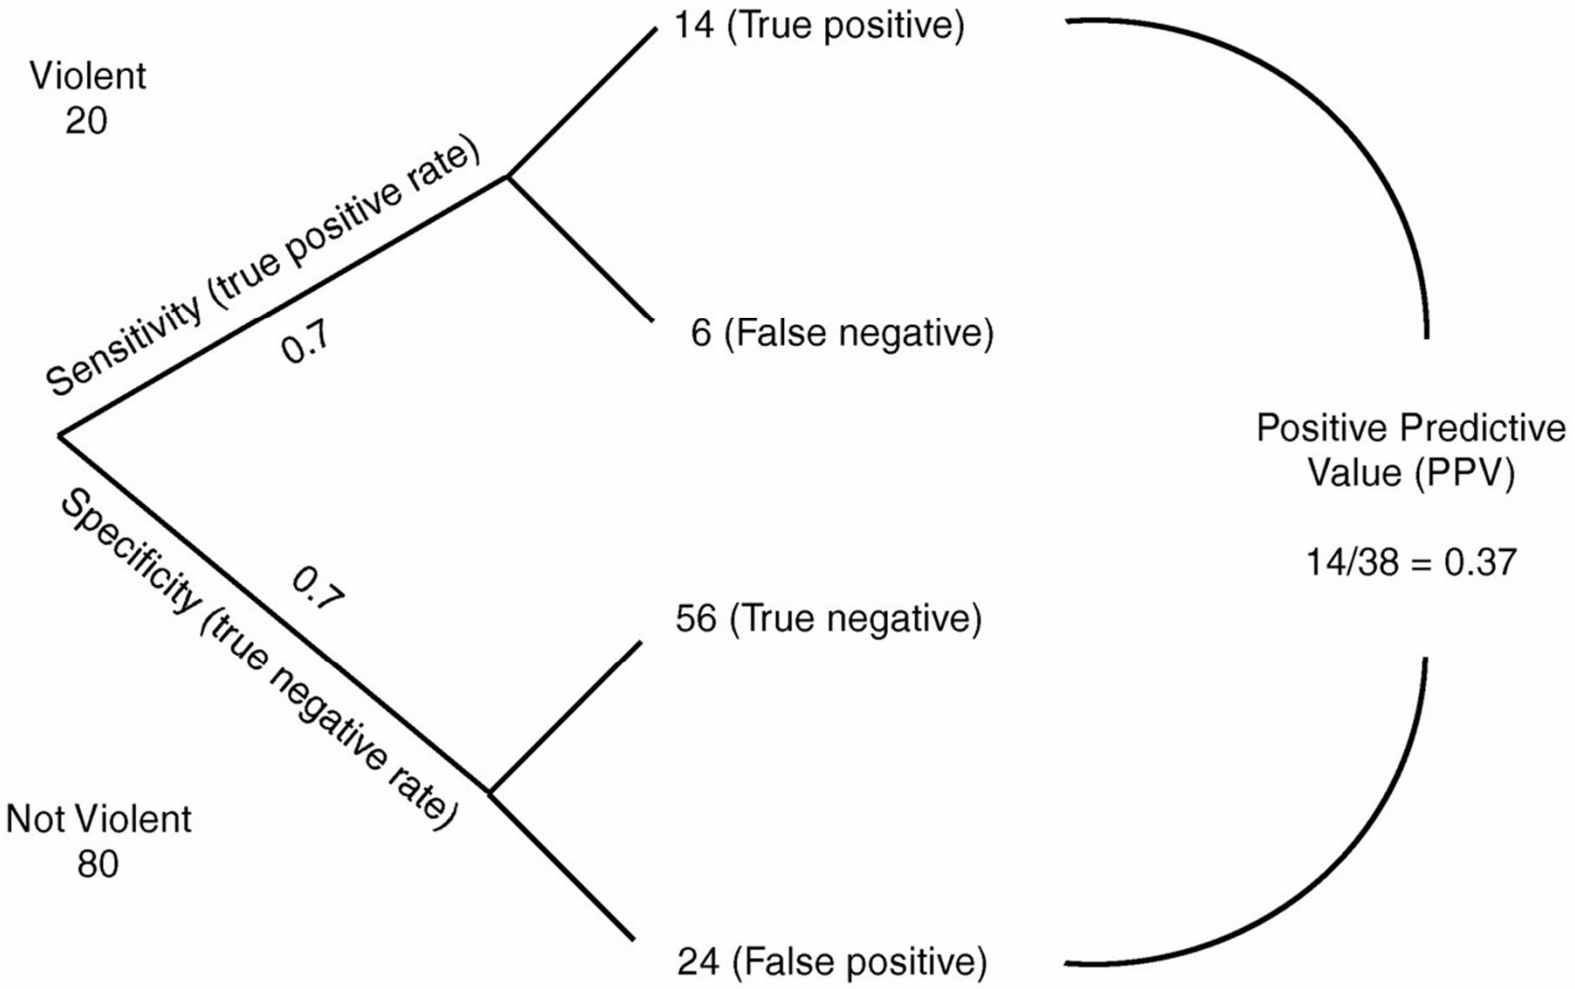 14 (True positive)
Violent
20
Sensitivity (true positive rate)
0.7
6 (False negative)
Positive Predictive
Value (PPV)
14/38 = 0.37
Specificity (true negative rate)
0.7
56 (True negative)
Not Violent
80
24 (False positive)